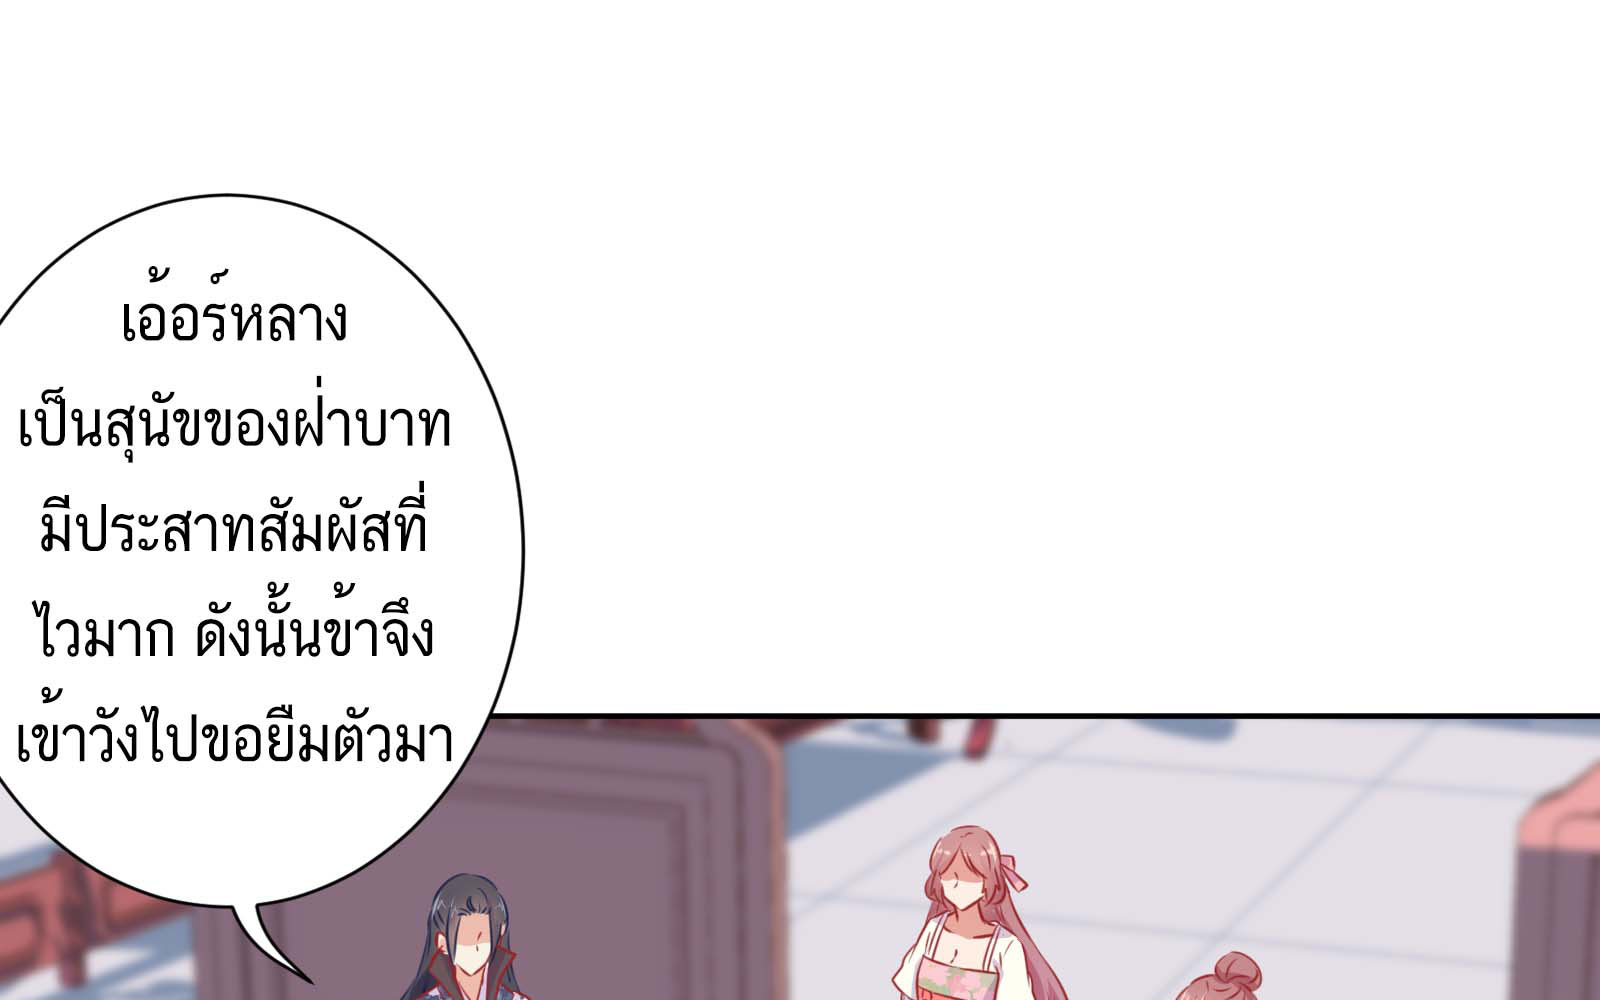 เอ้อร์หลาง
เป็นสุนัขของฝ่าบาท
มีประสาทสัมผัสที่
ไวมาก ดังนั้นข้าจึง
เข้าวังไปขอยืมตัวมา